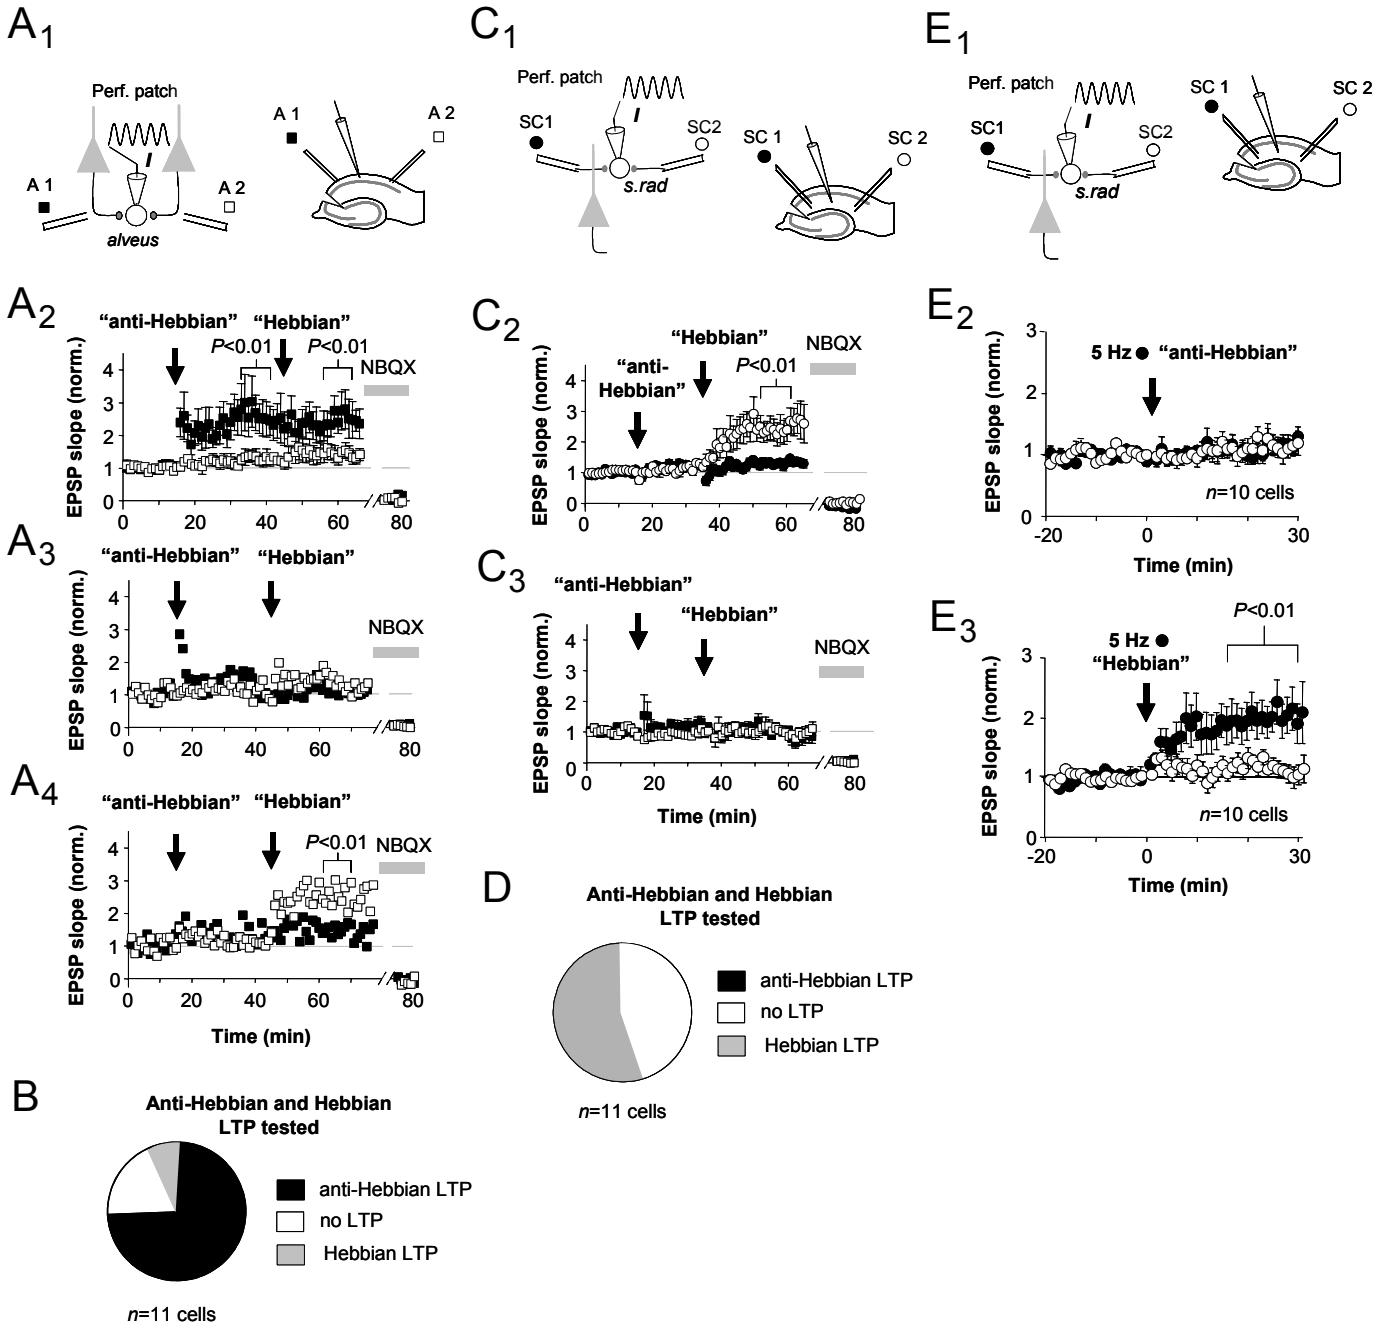 A1
Perf. patch
I
A 1
A 2
alveus
A 1
A 2
A2
“anti-Hebbian” “Hebbian”
P<0.01 P<0.01
NBQX
EPSP slope (norm.)
4
3
2
1
0
0 20 40 60 80
A3
“anti-Hebbian” “Hebbian”
NBQX
EPSP slope (norm.)
4
3
2
1
0
0 20 40 60 80
A4
“anti-Hebbian” “Hebbian”
P<0.01
NBQX
EPSP slope (norm.)
4
3
2
1
0
0 20 40 60 80
Time (min)
B
Anti-Hebbian and Hebbian
LTP tested
anti-Hebbian LTP
no LTP
Hebbian LTP
n=11 cells
C1
Perf. patch
I
SC1
SC2
s.rad
SC 1
SC 2
C2
“Hebbian”
“anti-
Hebbian”
P<0.01
NBQX
EPSP slope (norm.)
4
3
2
1
0
0 20 40 60 80
C3
“anti-Hebbian”
“Hebbian”
NBQX
EPSP slope (norm.)
4
3
2
1
0
0 20 40 60 80
Time (min)
D
Anti-Hebbian and Hebbian
LTP tested
anti-Hebbian LTP
no LTP
Hebbian LTP
n=11 cells
E1
Perf. patch
I
SC1
SC2
s.rad
SC 1
SC 2
E2
5 Hz “anti-Hebbian”
EPSP slope (norm.)
3
2
1
0
n=10 cells
-20 0 30
Time (min)
E3
P<0.01
5 Hz
“Hebbian”
EPSP slope (norm.)
3
2
1
0
n=10 cells
-20 0 30
Time (min)